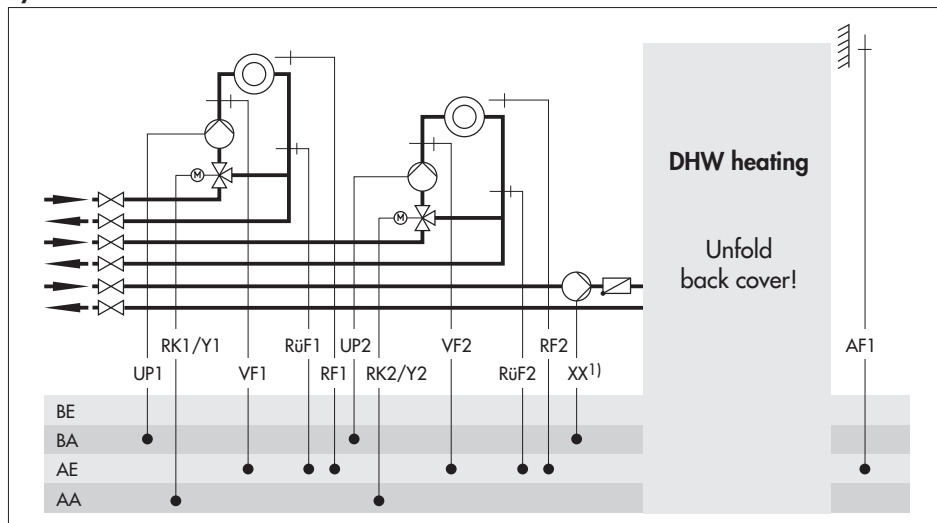 DHW heating
Unfold
back cover!
M
M
RK1/Y1
RüF1
UP2
VF2
RF2
AF1
UP1
VF1
RF1
RK2/Y2
RüF2
XX1)
BE
BA
AE
AA